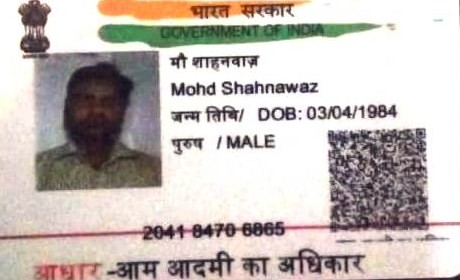 भारत सरकार
GOVERNMENT OF INDIA
मौ शाहनवाज़
Mohd Shahnawaz
जन्म तिथि/ DOB: 03/04/1984
पुरुष / MALE
2041 8470 6865
आधार -आम आदमी का अधिकार